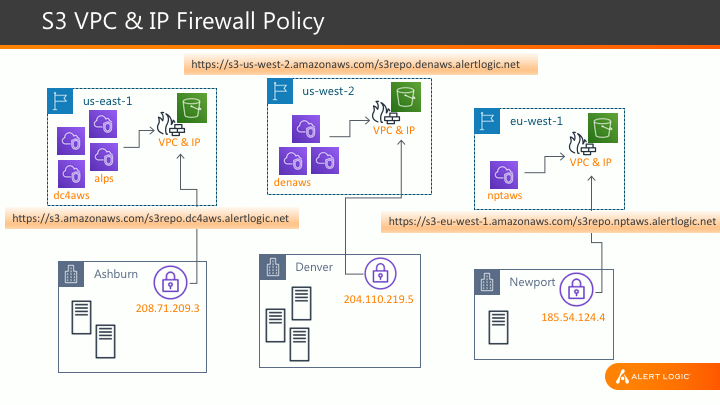 S3 VPC & IP Firewall Policy
https://s3-us-west-2.amazonaws.com/s3repo.denaws.alertlogic.net
us-east-1
VPC & IP
alps
dc4aws
us-west-2
VPC & IP
denaws
eu-west-1
VPC & IP
nptaws
https://s3.amazonaws.com/s3repo.dc4aws.alertlogic.net
https://s3-eu-west-1.amazonaws.com/s3repo.nptaws.alertlogic.net
Ashburn
208.71.209.3
Denver
204.110.219.5
Newport
185.54.124.4
ALERT LOGIC